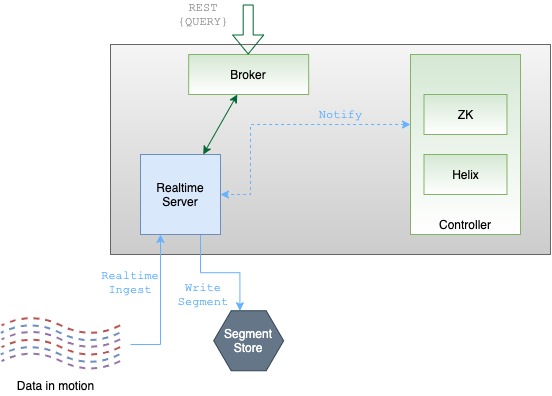 REST
{QUERY}
Broker
Notify
ZK
Realtime
Server
Helix
Controller
Realtime
Ingest
Write
Segment
Segment
Store
Data in motion